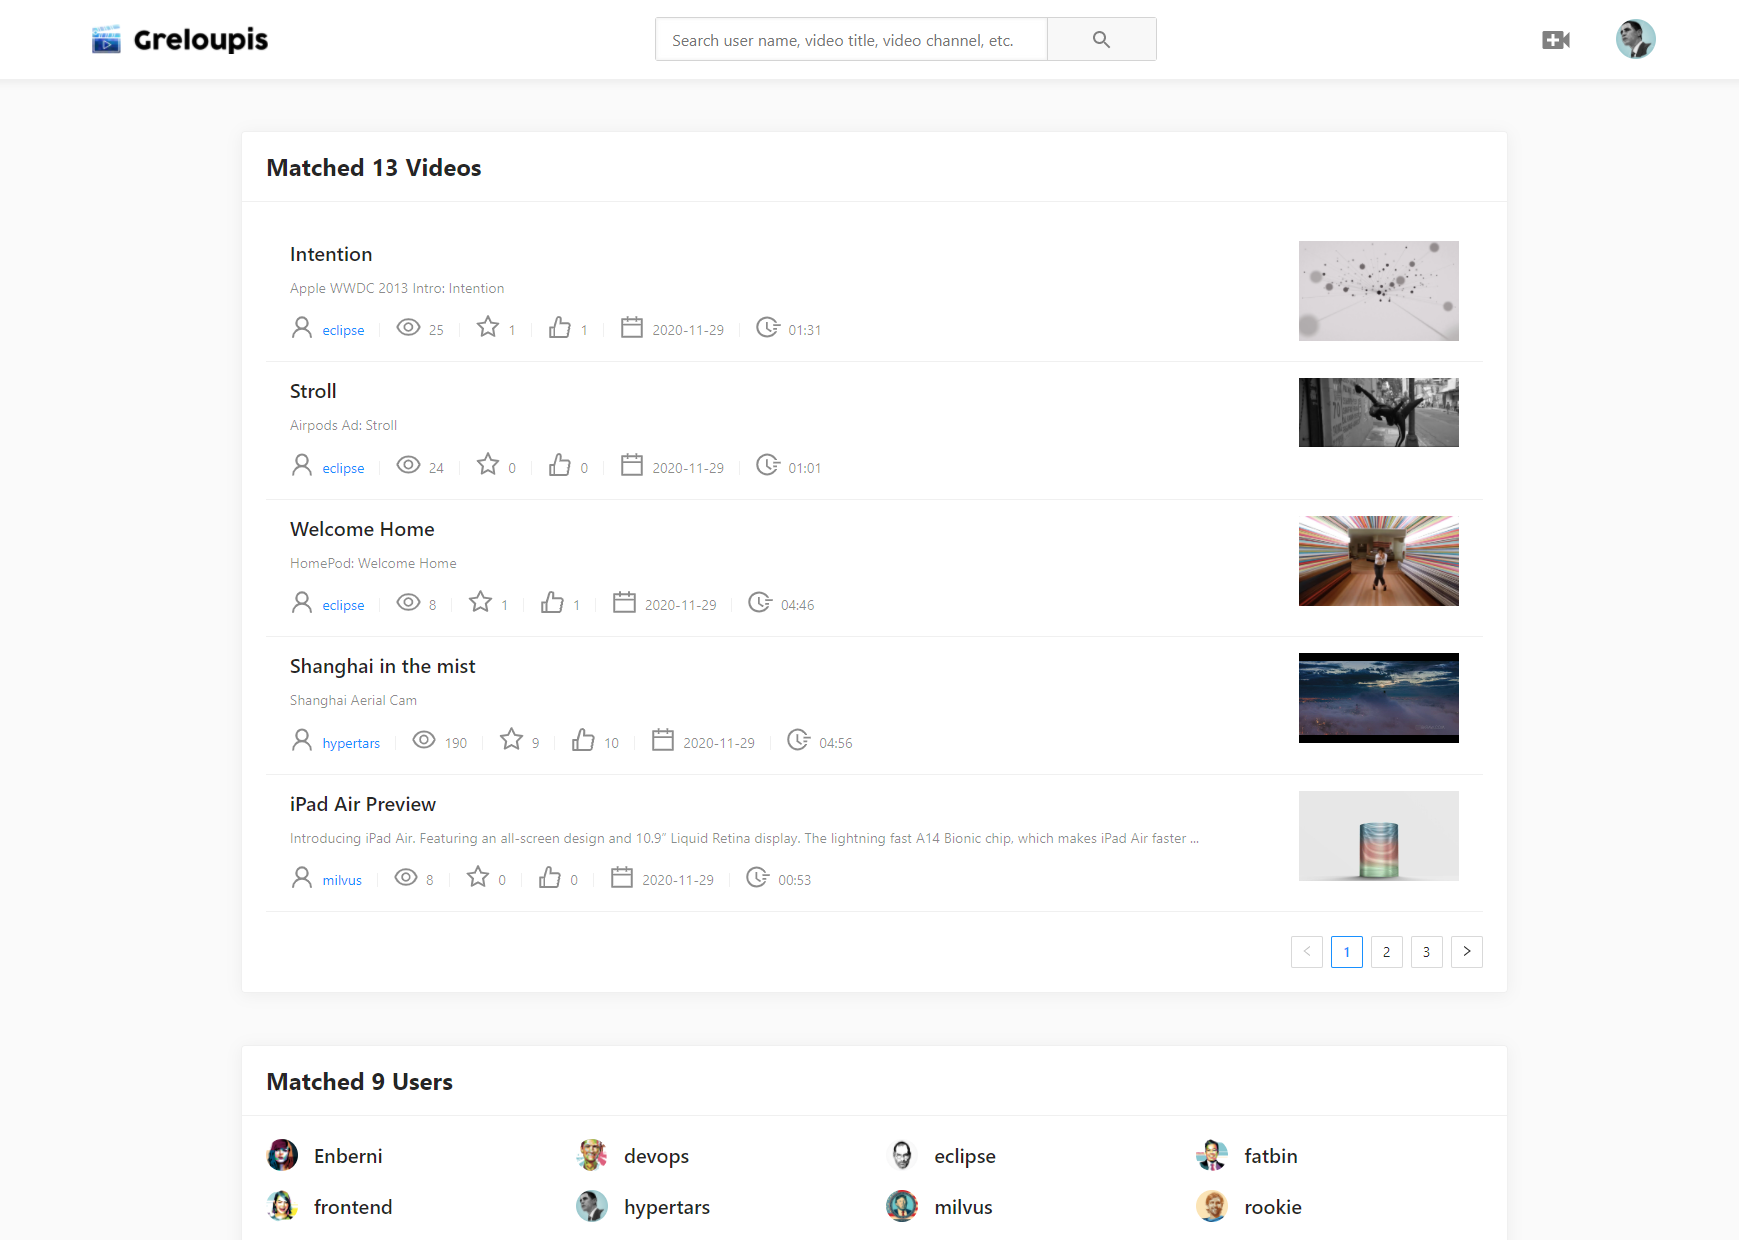 Greloupis
Search user name, video title, video channel, etc.
Matched 13 Videos
Intention
Apple WWDC 2013 Intro: Intention
eclipse 25 1 1 2020-11-29 01:31
Stroll
Airpods Ad: Stroll
eclipse 24 0 0 2020-11-29 01:01
Welcome Home
HomePod: Welcome Home
eclipse 8 1 1 2020-11-29 04:46
Shanghai in the mist
Shanghai Aerial Cam
hypertars 190 9 10 2020-11-29 04:56
iPad Air Preview
Introducing iPad Air. Featuring an all-screen design and 10.9″ Liquid Retina display. The lightning fast A14 Bionic chip, which makes iPad Air faster ...
milvus 8 0 0 2020-11-29 00:53
< 1 2 3 >
Matched 9 Users
Enberni devops eclipse fatbin
frontend hypertars milvus rookie